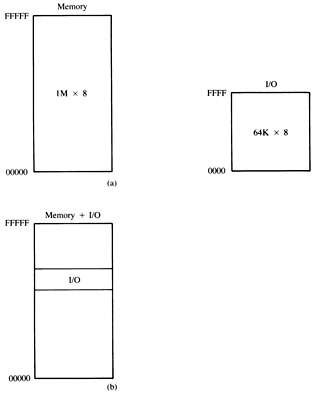 Memory
FFFFF
1M × 8
00000
(a)
I/O
FFFF
64K × 8
0000
Memory + I/O
FFFFF
I/O
00000
(b)